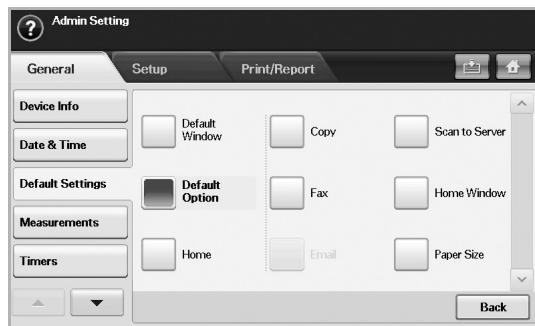 ? Admin Setting
General Setup Print/Report
Device Info
Date & Time
Default Settings
Measurements
Timers
Default
Window
Default
Option
Home
Copy
Fax
Email
Scan to Server
Home Window
Paper Size
Back